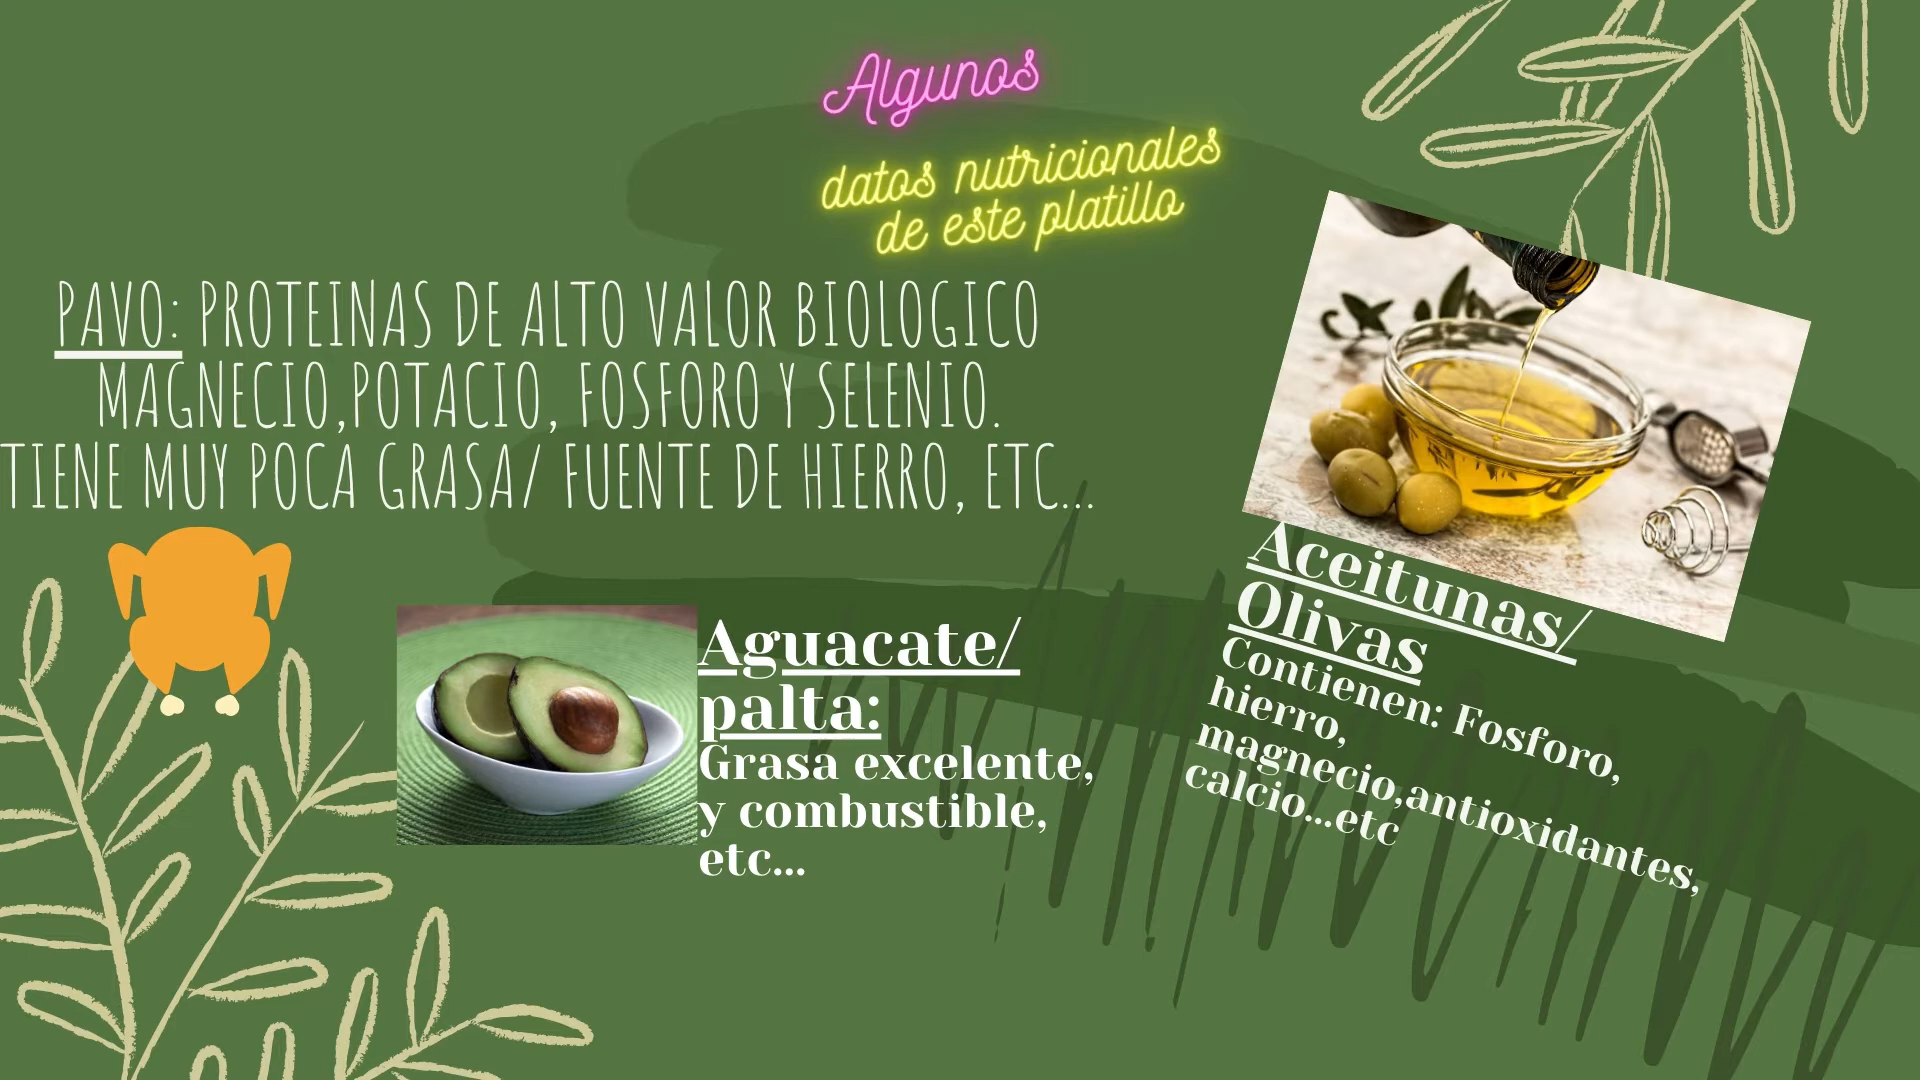 Algunos
datos nutricionales
de este platillo
PAVO: PROTEINAS DE ALTO VALOR BIOLOGICO
MAGNECIO,POTACIO, FOSFORO Y SELENIO.
TIENE MUY POCA GRASA/ FUENTE DE HIERRO, ETC...
Aguacate/
palta:
Grasa excelente,
y combustible,
etc...
Aceitunas/
Olivas
Contienen: Fosforo,
hierro,
magnecio,antioxidantes,
calcio...etc